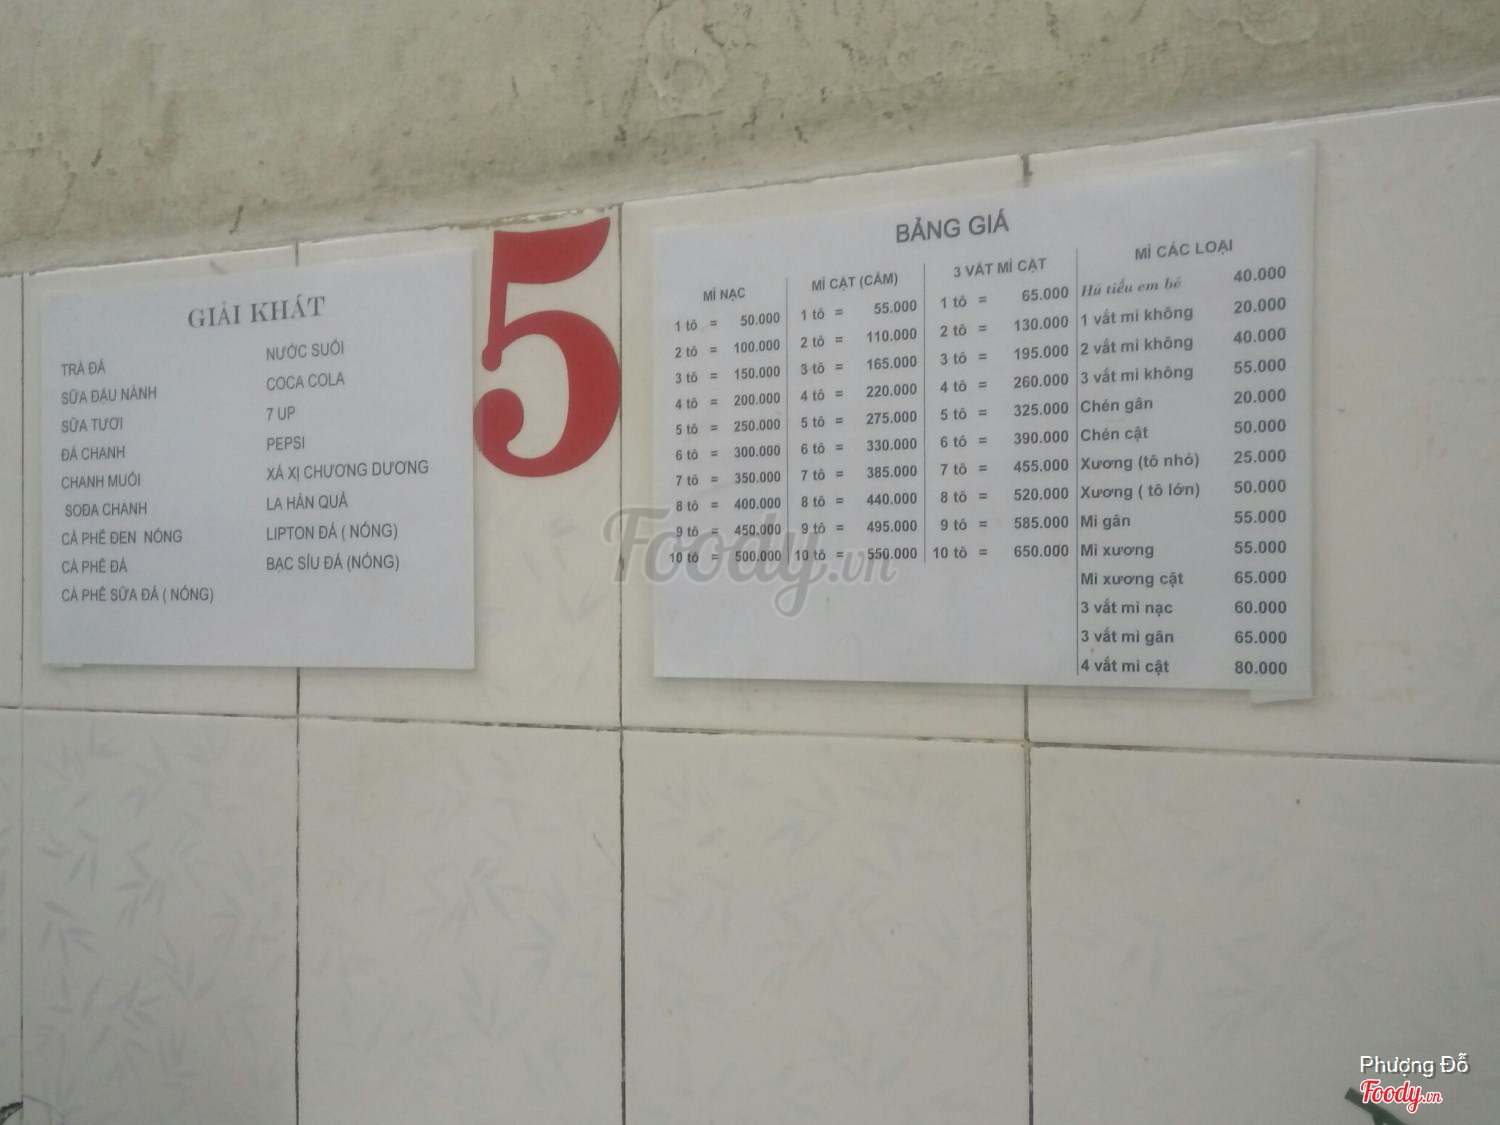 GIẢI KHÁT
TRÀ ĐÁ
SỮA ĐẬU NÀNH
SỮA TƯƠI
ĐÁ CHANH
CHANH MUỐI
SODA CHANH
CÀ PHÊ ĐEN NÓNG
CÀ PHÊ ĐÁ
CÀ PHÊ SỮA ĐÁ ( NÓNG)
NƯỚC SUỐI
COCA COLA
7 UP
PEPSI
XÁ XỊ CHƯƠNG DƯƠNG
LA HÁN QUẢ
LIPTON ĐÁ ( NÓNG)
BẠC SỈU ĐÁ (NÓNG)
5
BẢNG GIÁ
MÌ NẠC
1 tô = 50.000
2 tô = 100.000
3 tô = 150.000
4 tô = 200.000
5 tô = 250.000
6 tô = 300.000
7 tô = 350.000
8 tô = 400.000
9 tô = 450.000
10 tô = 500.000
MÌ CẬT (CÂM)
1 tô = 55.000
2 tô = 110.000
3 tô = 165.000
4 tô = 220.000
5 tô = 275.000
6 tô = 330.000
7 tô = 385.000
8 tô = 440.000
9 tô = 495.000
10 tô = 550.000
3 VẮT MÌ CẬT
1 tô = 65.000
2 tô = 130.000
3 tô = 195.000
4 tô = 260.000
5 tô = 325.000
6 tô = 390.000
7 tô = 455.000
8 tô = 520.000
9 tô = 585.000
10 tô = 650.000
MÌ CÁC LOẠI
Hủ tiếu em bé 40.000
1 vắt mì không 20.000
2 vắt mì không 40.000
3 vắt mì không 55.000
Chén gân 20.000
Chén cật 50.000
Xương (tô nhỏ) 25.000
Xương ( tô lớn) 50.000
Mì gân 55.000
Mì xương 55.000
Mì xương cật 65.000
3 vắt mì nạc 60.000
3 vắt mì gân 65.000
4 vắt mì cật 80.000
Foody.vn
Phượng Đỗ
Foody.vn